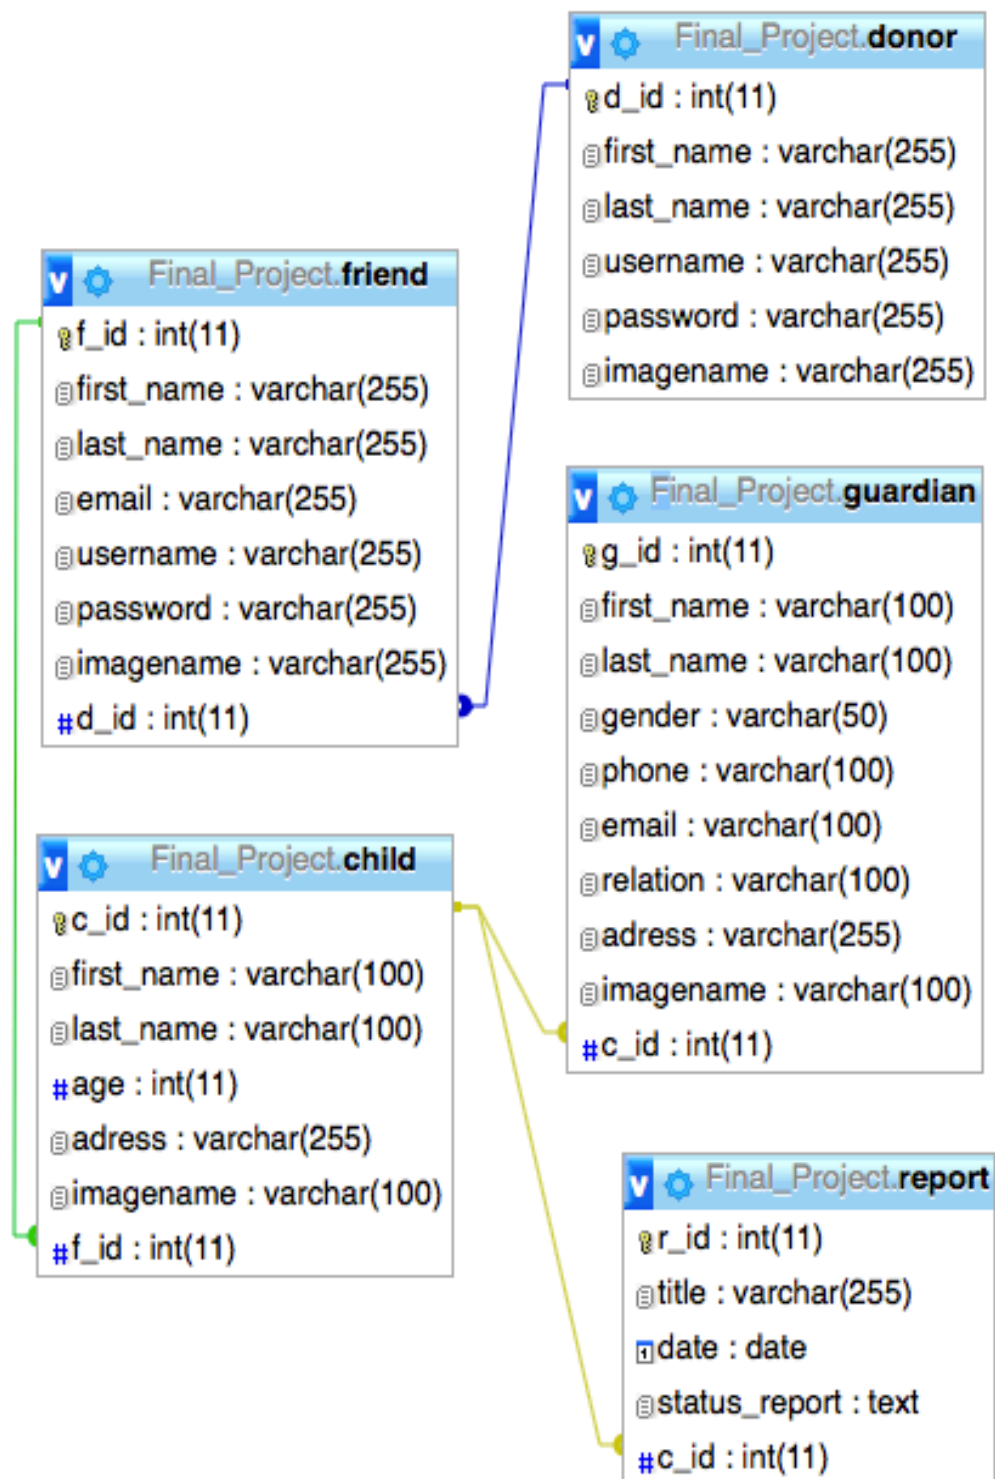 v Final_Project.donor
d_id : int(11)
first_name : varchar(255)
last_name : varchar(255)
username : varchar(255)
password : varchar(255)
imagename : varchar(255)
v Final_Project.friend
f_id : int(11)
first_name : varchar(255)
last_name : varchar(255)
email : varchar(255)
username : varchar(255)
password : varchar(255)
imagename : varchar(255)
#d_id : int(11)
v Final_Project.guardian
g_id : int(11)
first_name : varchar(100)
last_name : varchar(100)
gender : varchar(50)
phone : varchar(100)
email : varchar(100)
relation : varchar(100)
adress : varchar(255)
imagename : varchar(100)
#c_id : int(11)
v Final_Project.child
c_id : int(11)
first_name : varchar(100)
last_name : varchar(100)
#age : int(11)
adress : varchar(255)
imagename : varchar(100)
#f_id : int(11)
v Final_Project.report
r_id : int(11)
title : varchar(255)
date : date
status_report : text
#c_id : int(11)